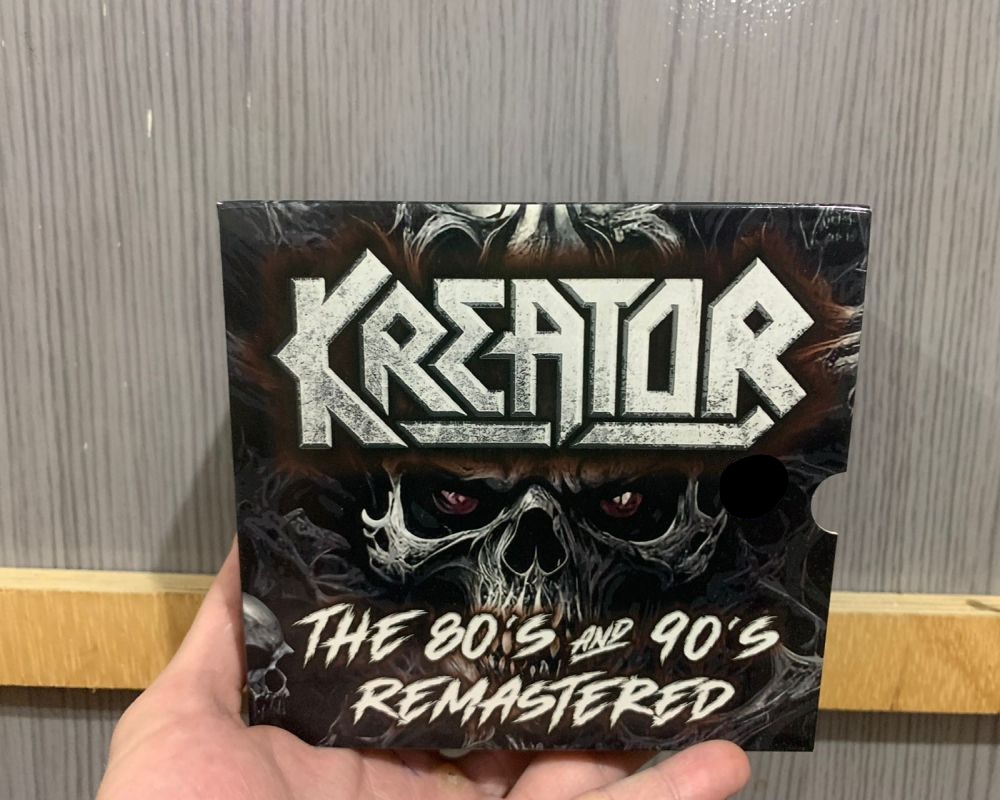 KREATOR
THE 80'S AND 90'S
REMASTERED